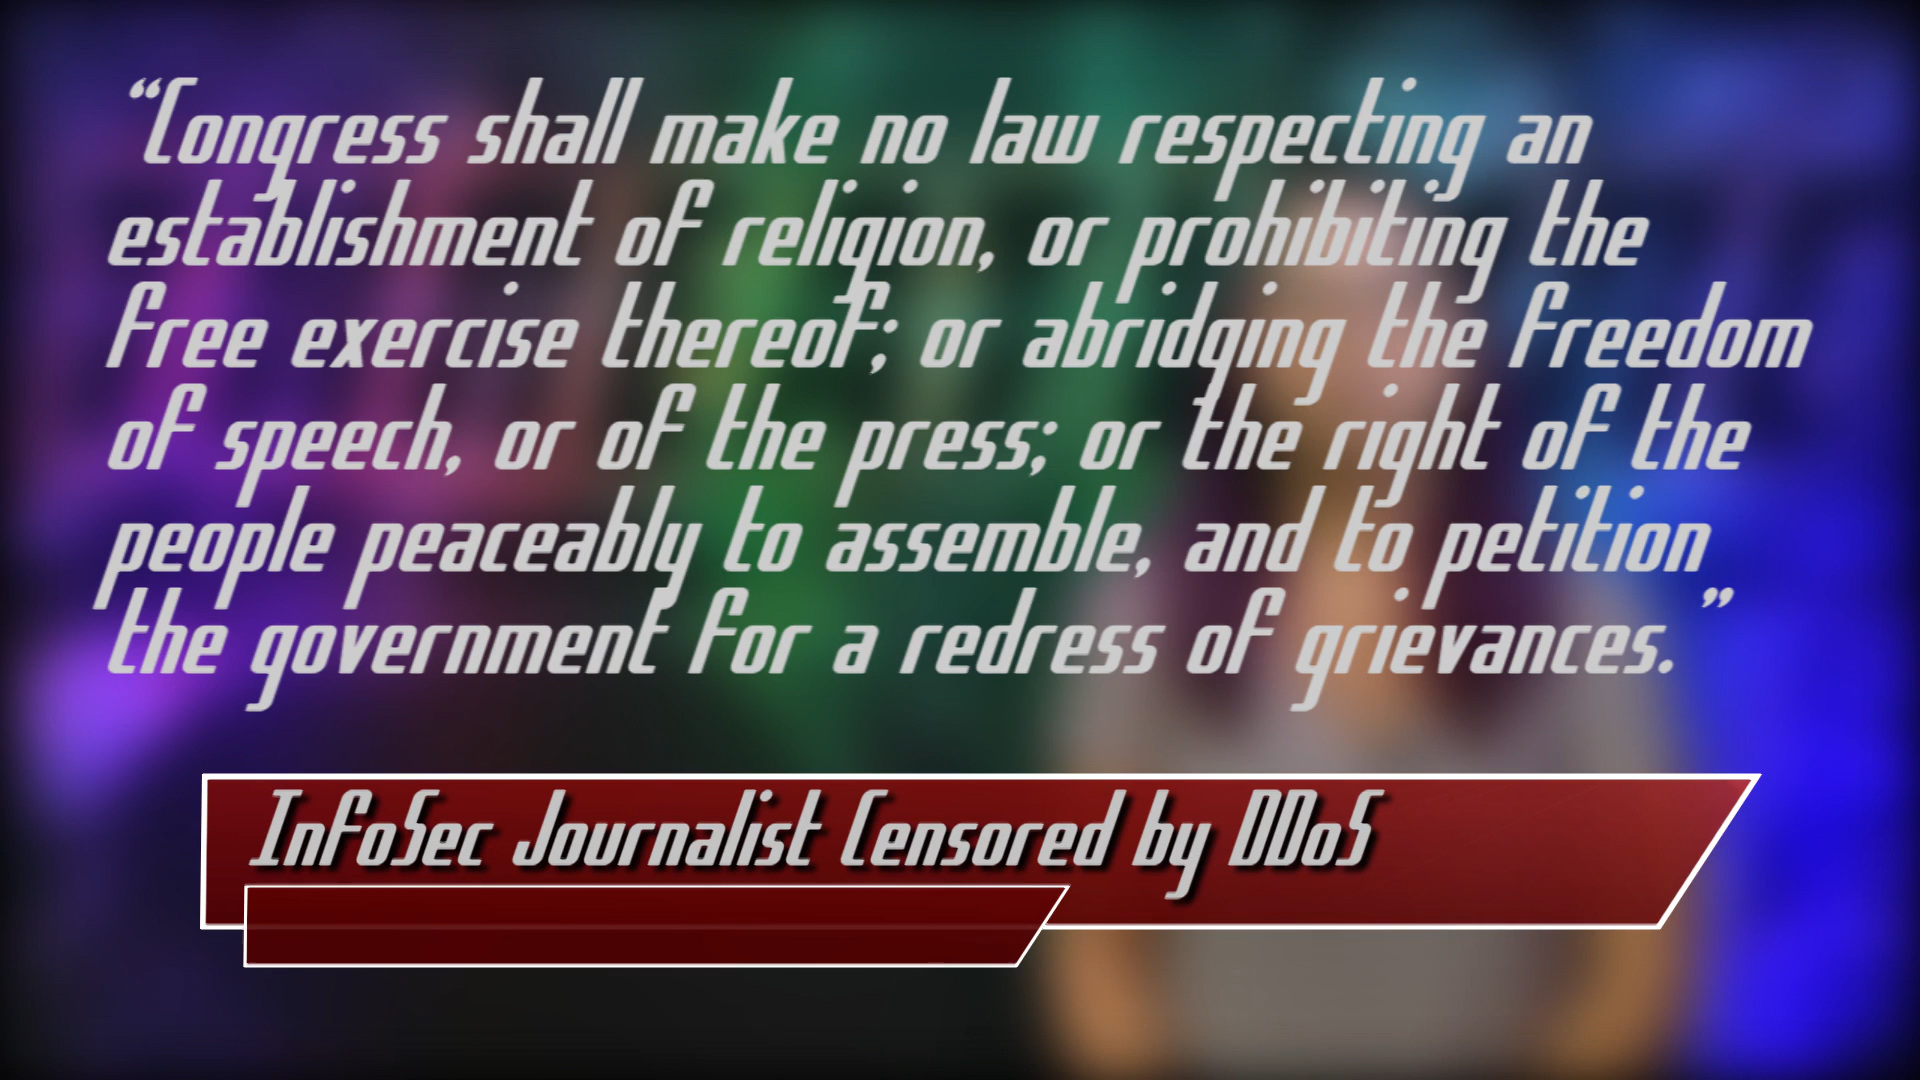 “Congress shall make no law respecting an
establishment of religion, or prohibiting the
free exercise thereof; or abridging the freedom
of speech, or of the press; or the right of the
people peaceably to assemble, and to petition
the government for a redress of grievances.”
InFoSec Journalist Censored by DDoS